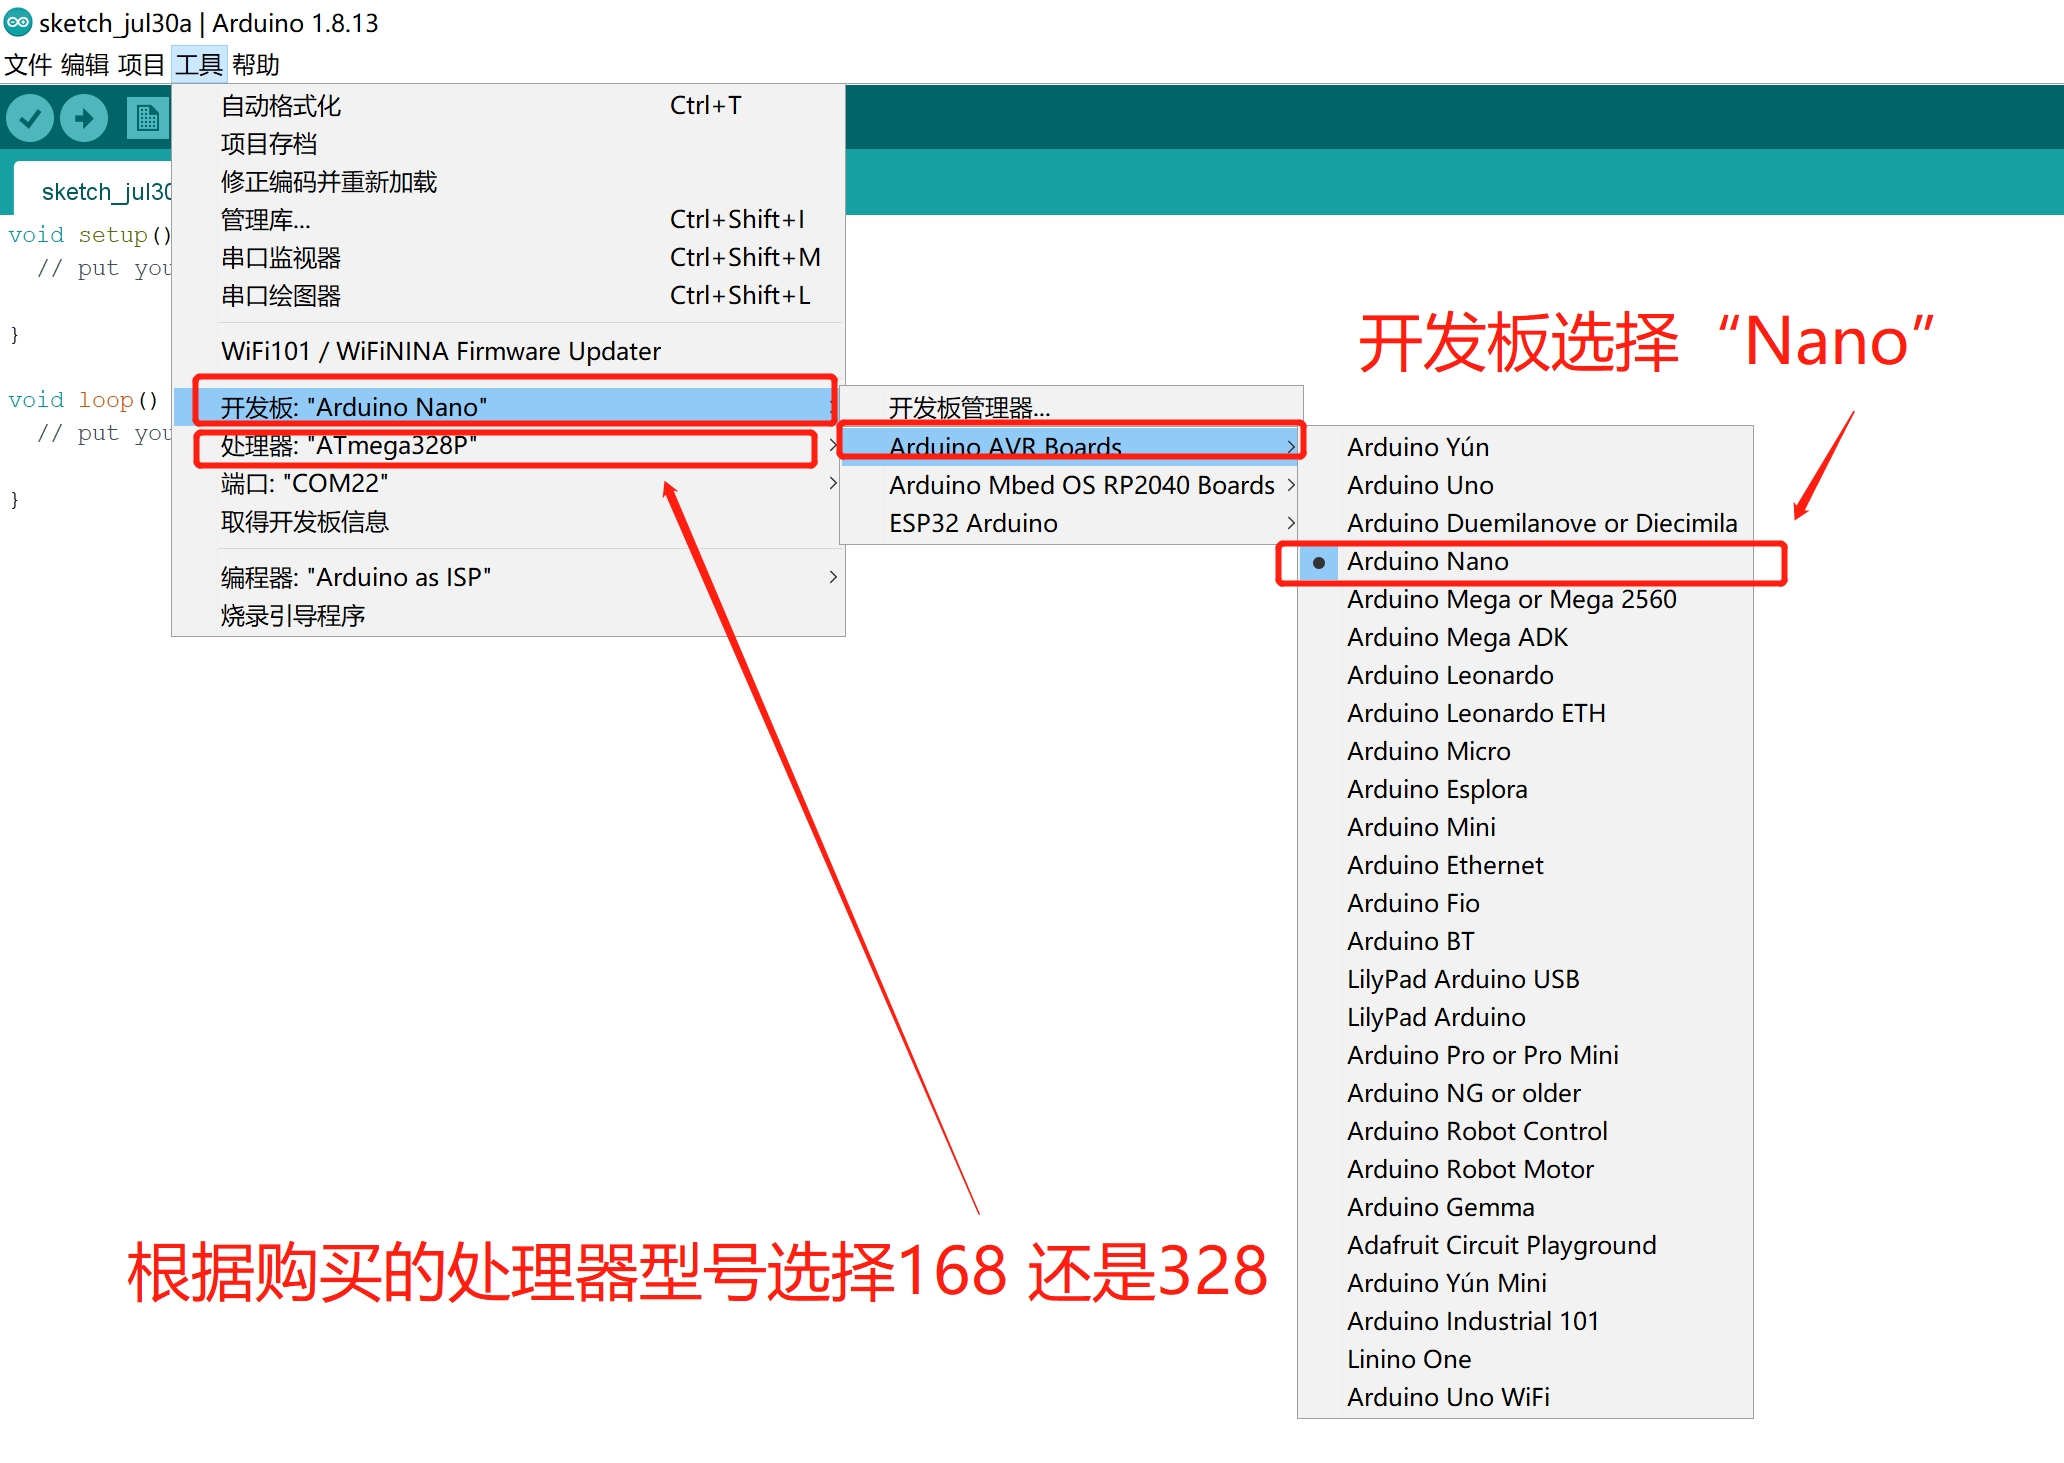 sketch_jul30a | Arduino 1.8.13
文件 编辑 项目 工具 帮助
sketch_jul30
void setup()
// put you
}
void loop()
// put you
}
自动格式化 Ctrl+T
项目存档
修正编码并重新加载
管理库... Ctrl+Shift+I
串口监视器 Ctrl+Shift+M
串口绘图器 Ctrl+Shift+L
WiFi101 / WiFiNINA Firmware Updater
开发板: "Arduino Nano"
处理器: "ATmega328P"
端口: "COM22"
取得开发板信息
编程器: "Arduino as ISP"
烧录引导程序
开发板管理器...
Arduino AVR Boards
Arduino Mbed OS RP2040 Boards
ESP32 Arduino
开发板选择“Nano”
Arduino Yún
Arduino Uno
Arduino Duemilanove or Diecimila
Arduino Nano
Arduino Mega or Mega 2560
Arduino Mega ADK
Arduino Leonardo
Arduino Leonardo ETH
Arduino Micro
Arduino Esplora
Arduino Mini
Arduino Ethernet
Arduino Fio
Arduino BT
LilyPad Arduino USB
LilyPad Arduino
Arduino Pro or Pro Mini
Arduino NG or older
Arduino Robot Control
Arduino Robot Motor
Arduino Gemma
Adafruit Circuit Playground
Arduino Yún Mini
Arduino Industrial 101
Linino One
Arduino Uno WiFi
根据购买的处理器型号选择168 还是328